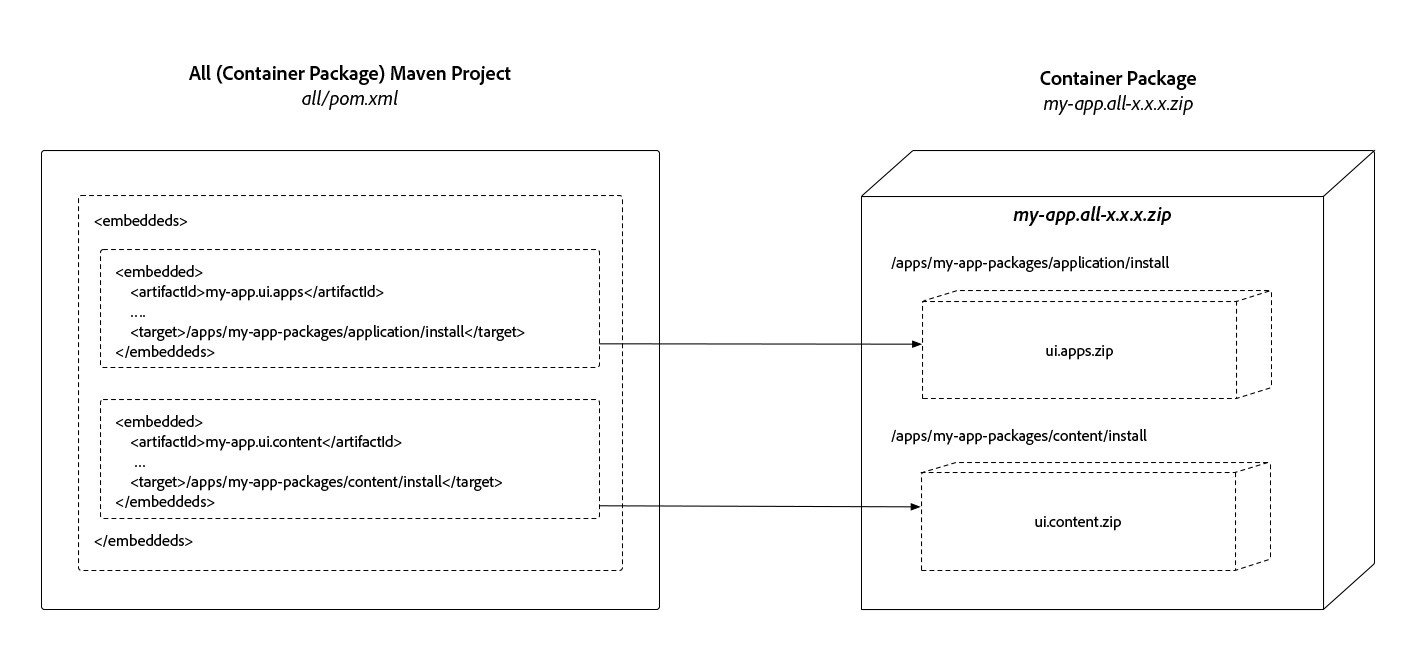 All (Container Package) Maven Project
all/pom.xml
<embeddeds>
<embedded>
<artifactId>my-app.ui.apps</artifactId>
....
<target>/apps/my-app-packages/application/install</target>
</embeddeds>
<embedded>
<artifactId>my-app.ui.content</artifactId>
...
<target>/apps/my-app-packages/content/install</target>
</embeddeds>
</embeddeds>
Container Package
my-app.all-x.x.x.zip
my-app.all-x.x.x.zip
/apps/my-app-packages/application/install
ui.apps.zip
/apps/my-app-packages/content/install
ui.content.zip